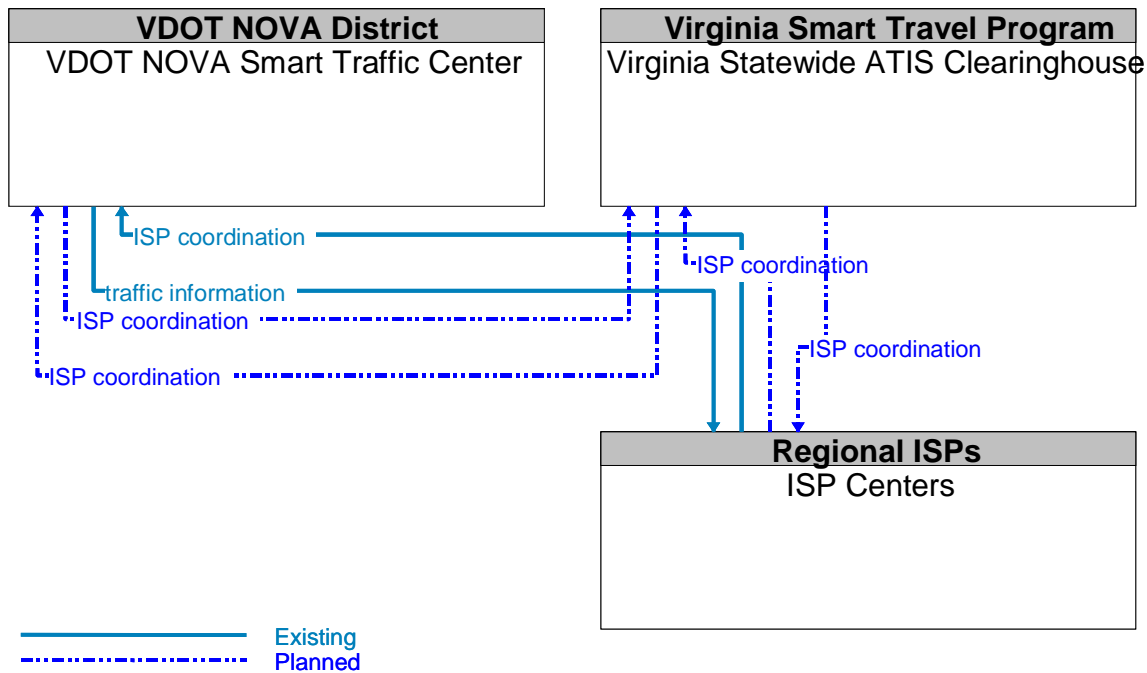 VDOT NOVA District
VDOT NOVA Smart Traffic Center
Virginia Smart Travel Program
Virginia Statewide ATIS Clearinghouse
ISP coordination
ISP coordination
traffic information
ISP coordination
ISP coordination
ISP coordination
Regional ISPs
ISP Centers
Existing
Planned